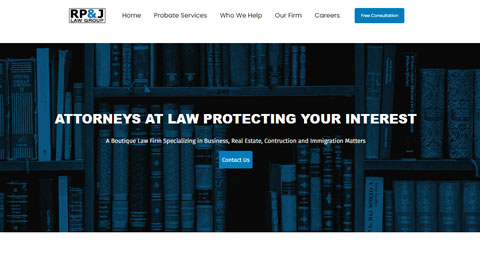 RP&J
LAW GROUP
Home Probate Services Who We Help Our Firm Careers Free Consultation
ATTORNEYS AT LAW PROTECTING YOUR INTEREST
A Boutique Law Firm Specializing in Business, Real Estate, Contruction and Immigration Matters
Contact Us